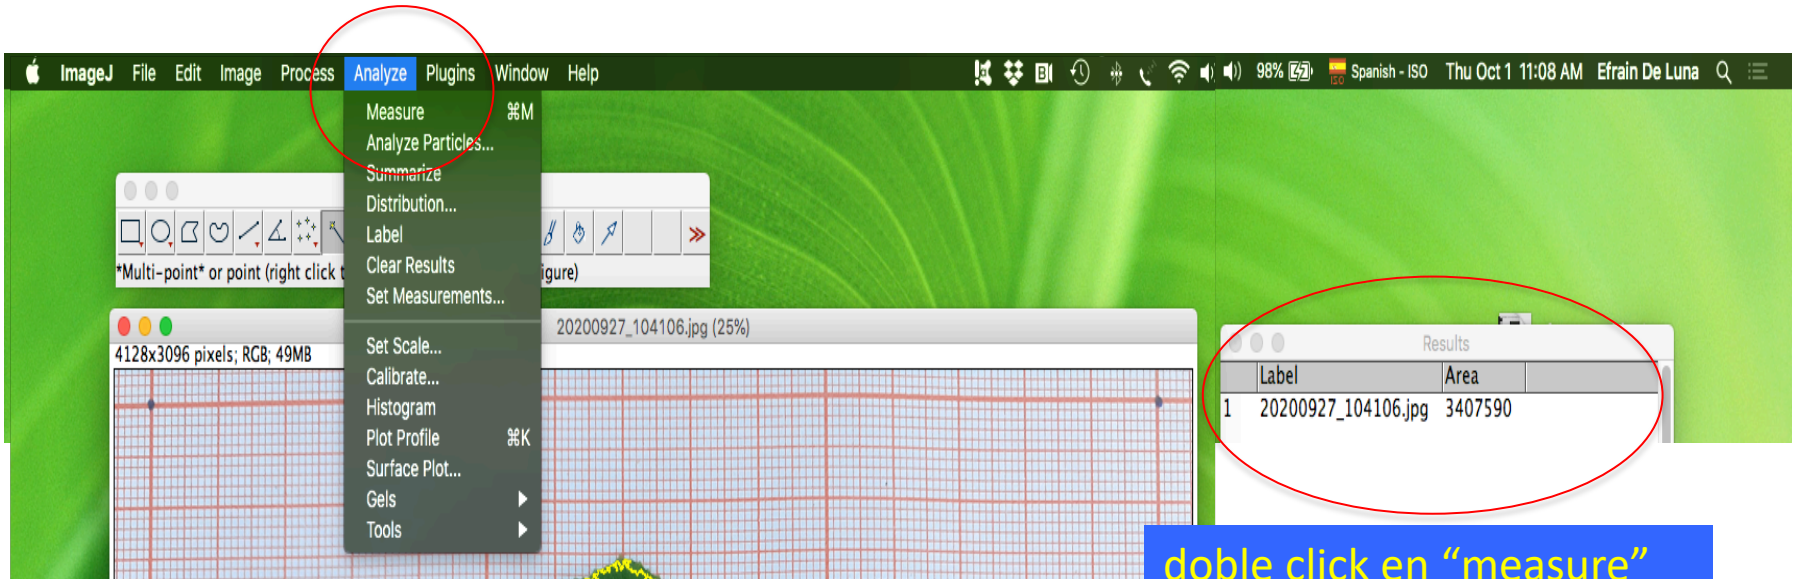 ImageJ File Edit Image Process Analyze Plugins Window Help 98% Spanish - ISO Thu Oct 1 11:08 AM Efrain De Luna
ISO
Measure ⌘M
Analyze Particles...
Summarize
Distribution...
Label
Clear Results
Set Measurements...
Set Scale...
Calibrate...
Histogram
Plot Profile ⌘K
Surface Plot...
Gels
Tools
*Multi-point* or point (right click t
igure)
20200927_104106.jpg (25%)
4128x3096 pixels; RGB; 49MB
Results
Label Area
1 20200927_104106.jpg 3407590
doble click en “measure”